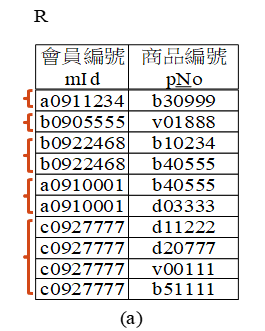 R
會員編號 商品編號
mId pNo
a0911234 b30999
b0905555 v01888
b0922468 b10234
b0922468 b40555
a0910001 b40555
a0910001 d03333
c0927777 d11222
c0927777 d20777
c0927777 v00111
c0927777 b51111
(a)